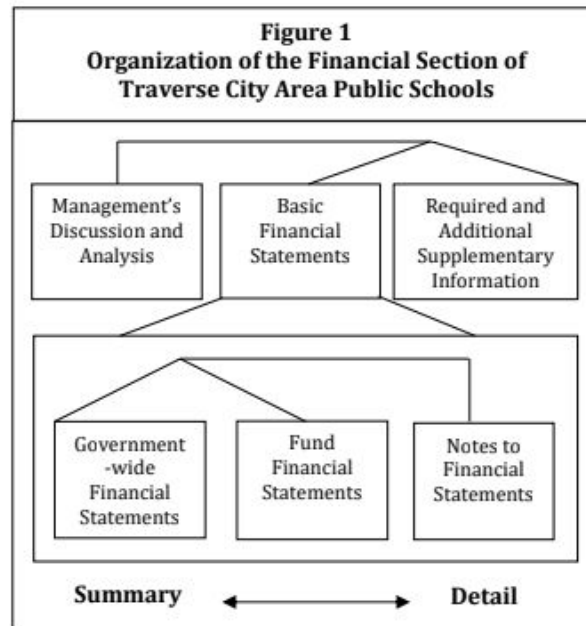 Figure 1
Organization of the Financial Section of
Traverse City Area Public Schools
Management's
Discussion and
Analysis
Basic
Financial
Statements
Required and
Additional
Supplementary
Information
Government
-wide
Financial
Statements
Fund
Financial
Statements
Notes to
Financial
Statements
Summary
Detail